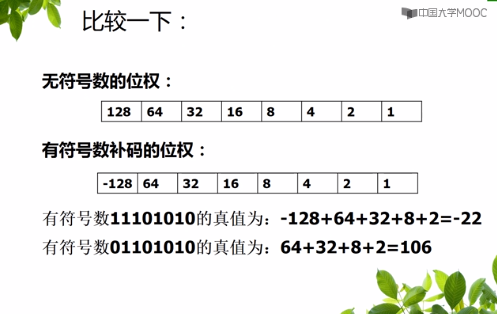 中国大学MOOC
比较一下：
无符号数的位权：
128 64 32 16 8 4 2 1
有符号数补码的位权：
-128 64 32 16 8 4 2 1
有符号数11101010的真值为：-128+64+32+8+2=-22
有符号数01101010的真值为：64+32+8+2=106